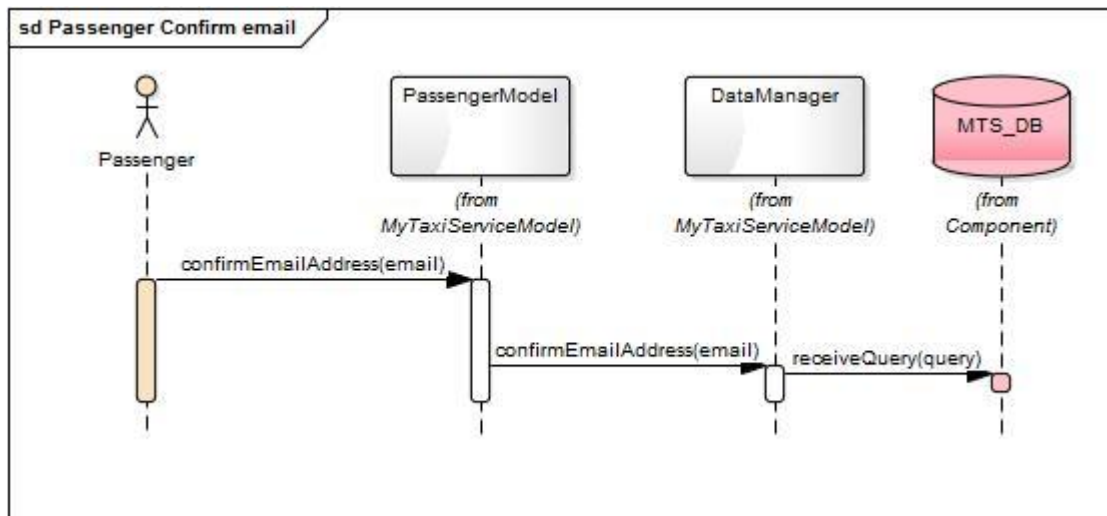 sd Passenger Confirm email
Passenger
PassengerModel
DataManager
MTS_DB
(from
MyTaxiServiceModel)
(from
MyTaxiServiceModel)
(from
Component)
confirmEmailAddress(email)
confirmEmailAddress(email)
receiveQuery(query)